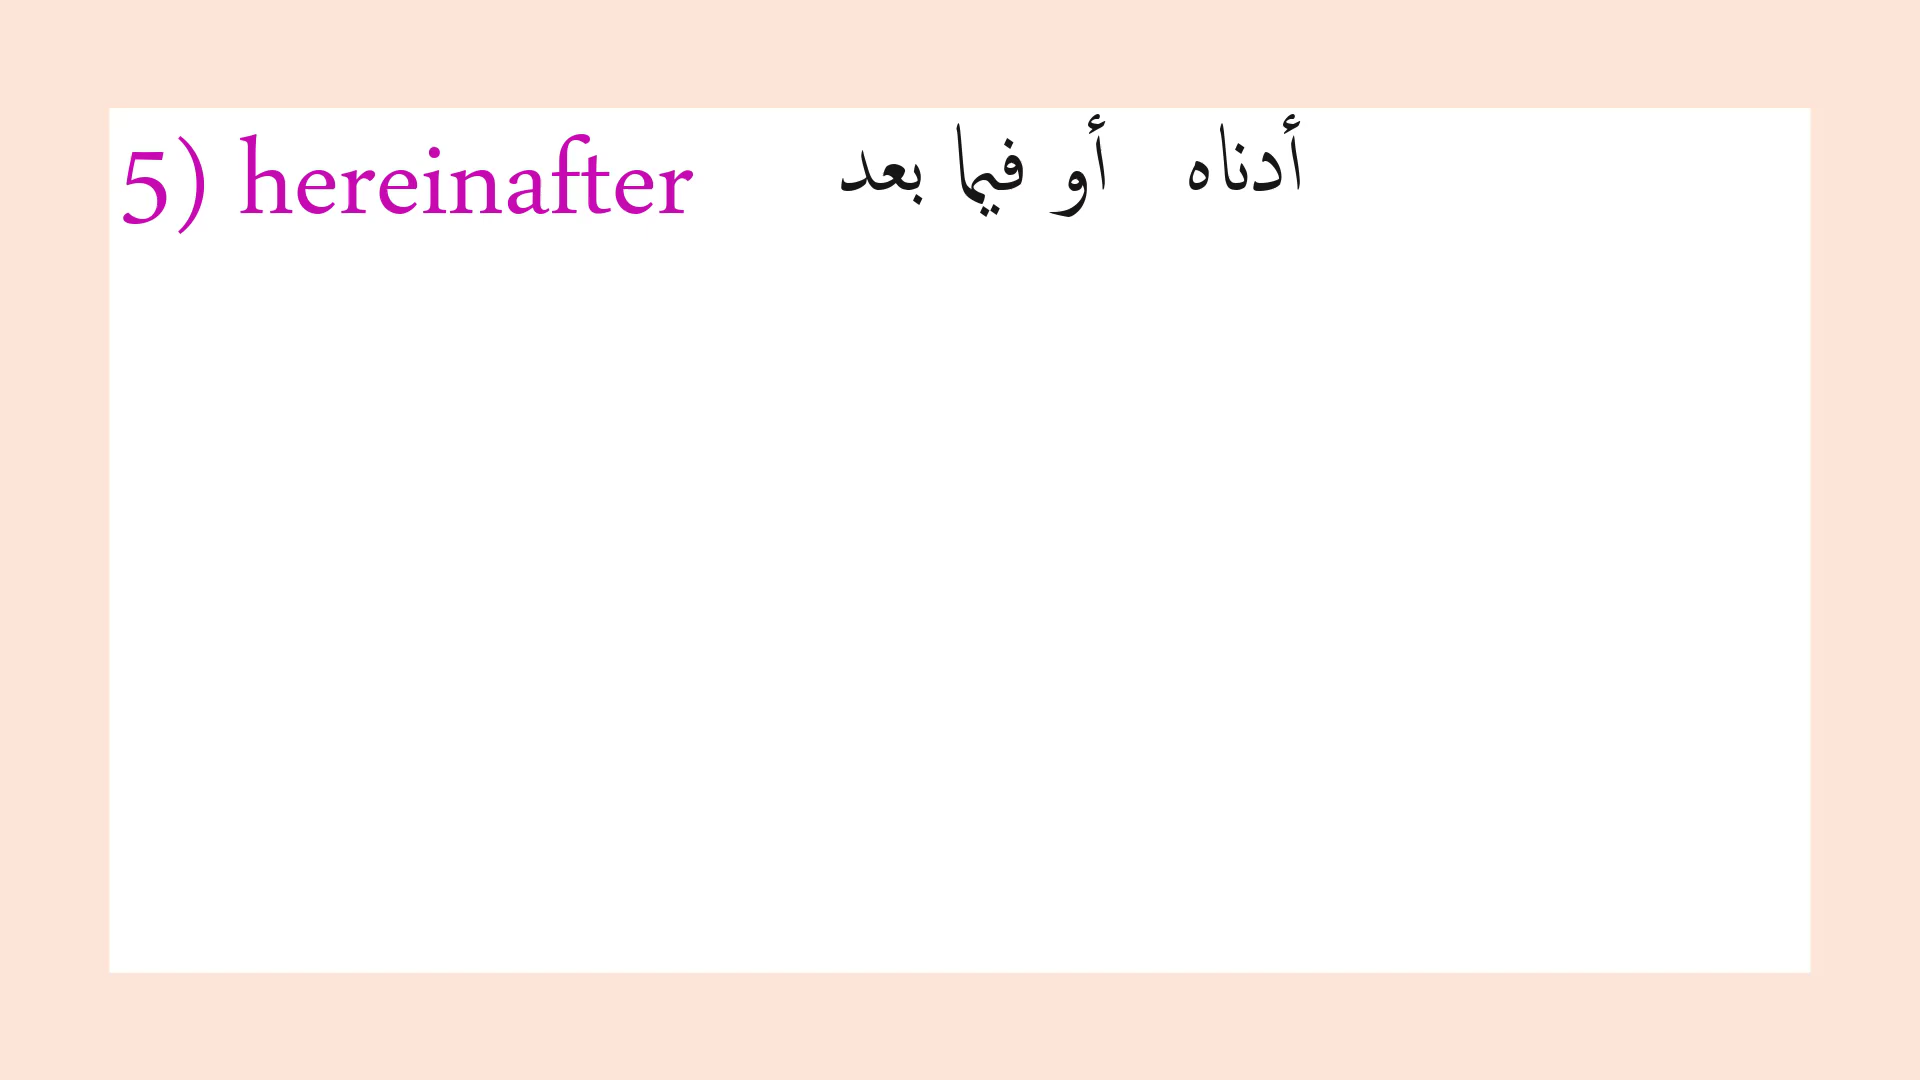 5) hereinafter أدناه أو فيما بعد